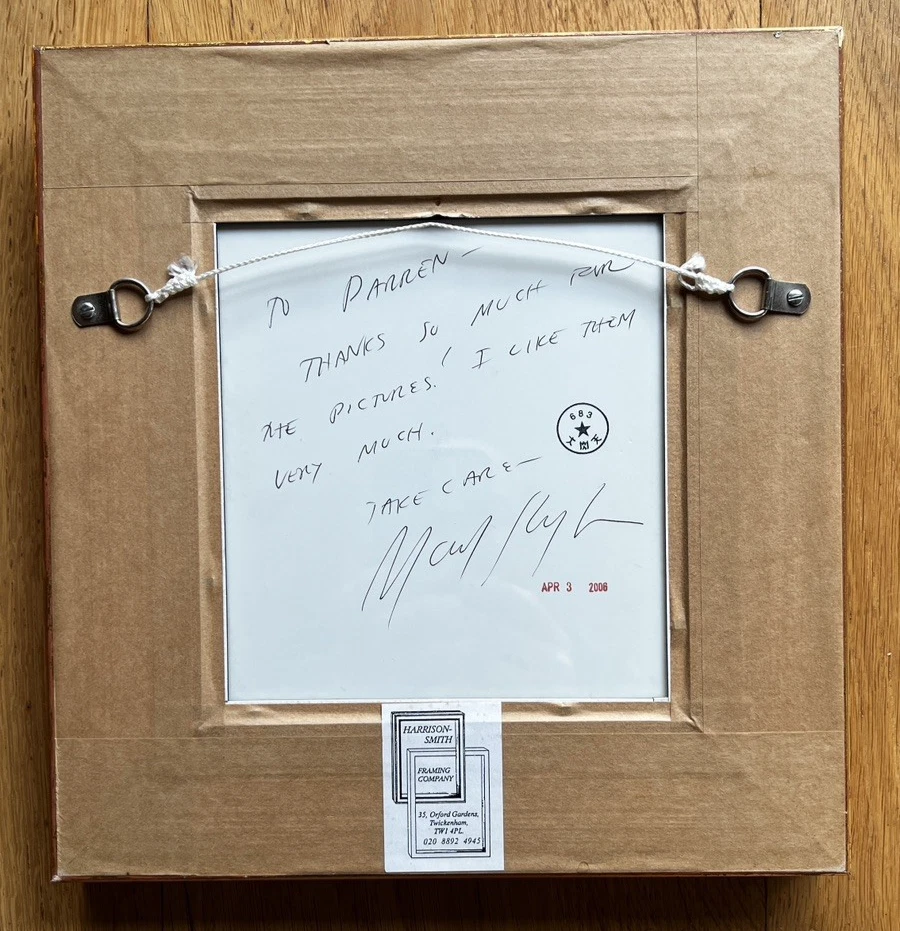 TO DARREN —
THANKS SO MUCH FOR
THE PICTURES! I LIKE THEM
VERY MUCH.
TAKE CARE —
683
APR 3 2006
HARRISON-
SMITH
FRAMING
COMPANY
35, Orford Gardens,
Twickenham,
TW1 4PL
020 8892 4945